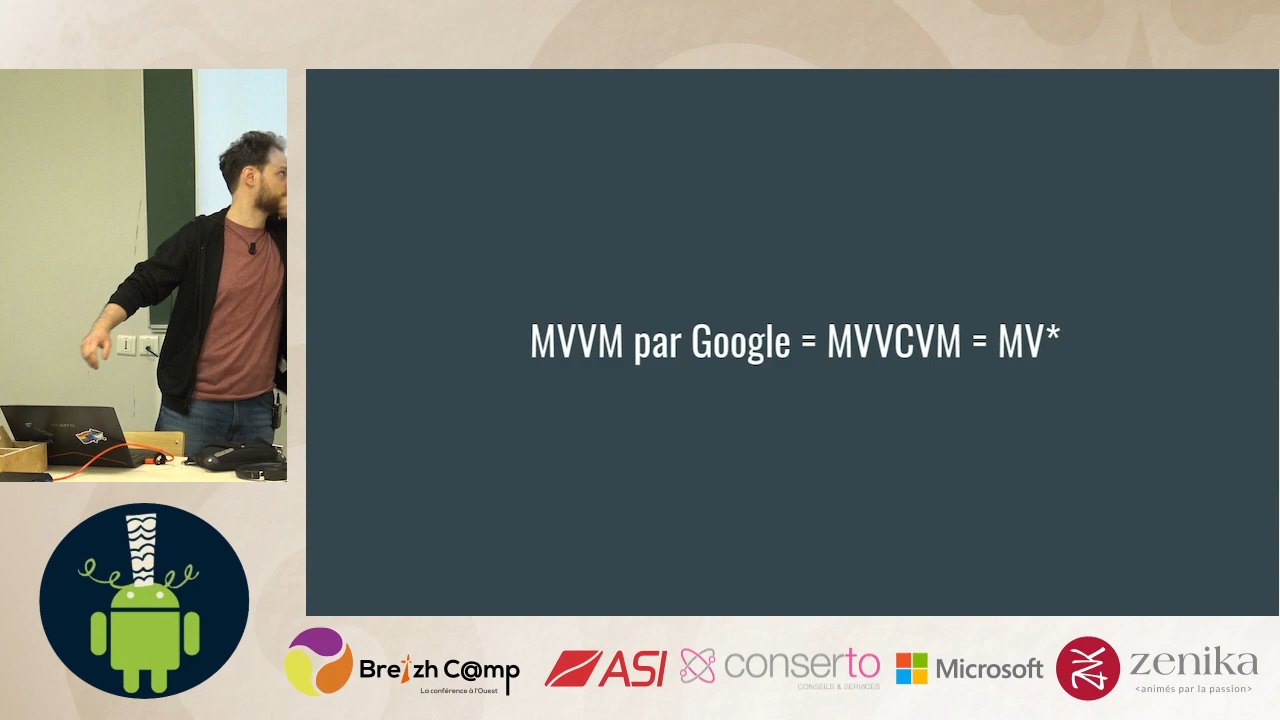 MVVM par Google = MVVCVM = MV*
Breizh C@mp
La conférence à l'Ouest
ASI
conserto
CONSEILS & SERVICES
Microsoft
zenika
<animés par la passion>